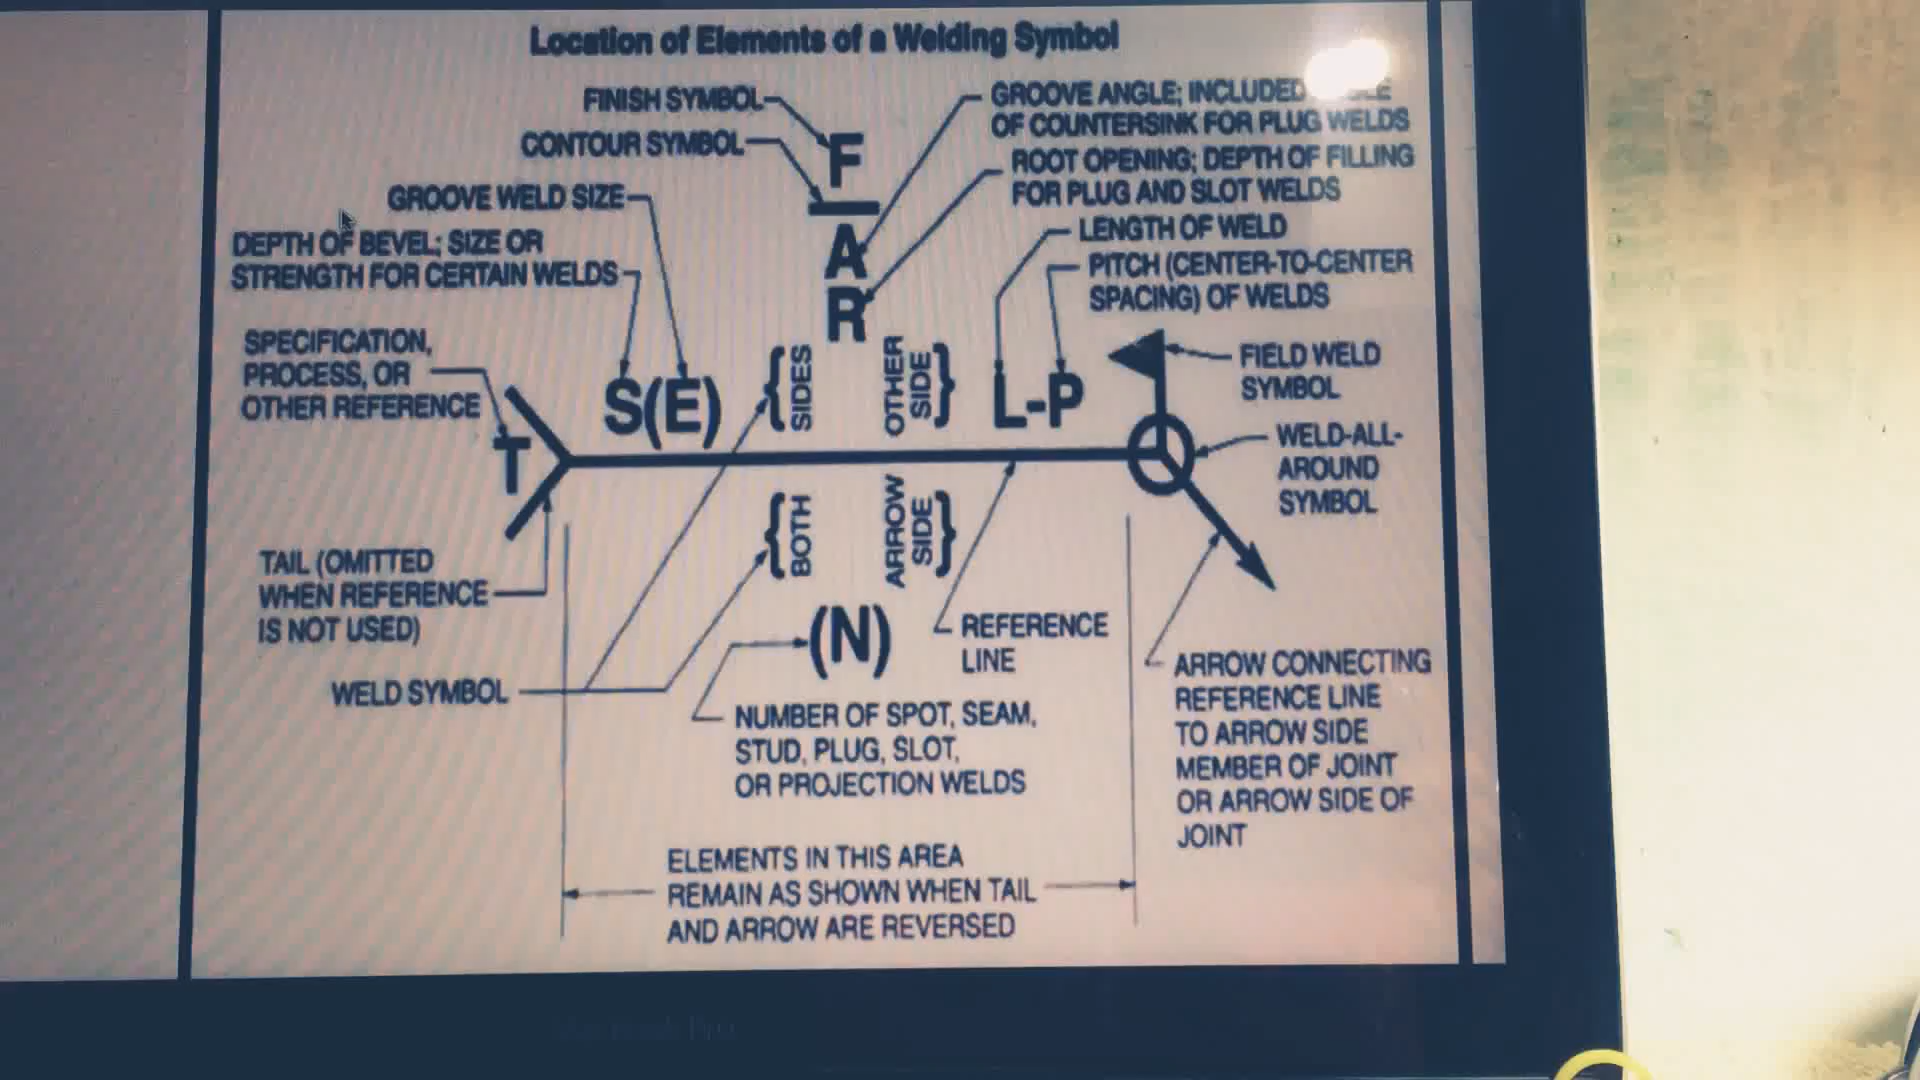 Location of Elements of a Welding Symbol
FINISH SYMBOL
CONTOUR SYMBOL
GROOVE WELD SIZE
DEPTH OF BEVEL; SIZE OR
STRENGTH FOR CERTAIN WELDS
SPECIFICATION,
PROCESS, OR
OTHER REFERENCE
F
A
R
GROOVE ANGLE; INCLUDED
OF COUNTERSINK FOR PLUG WELDS
ROOT OPENING; DEPTH OF FILLING
FOR PLUG AND SLOT WELDS
LENGTH OF WELD
PITCH (CENTER-TO-CENTER
SPACING) OF WELDS
FIELD WELD
SYMBOL
WELD-ALL-
AROUND
SYMBOL
T
S(E)
{
SIDES
OTHER
SIDE
}
L-P
{
BOTH
ARROW
SIDE
}
TAIL (OMITTED
WHEN REFERENCE
IS NOT USED)
WELD SYMBOL
(N)
REFERENCE
LINE
NUMBER OF SPOT, SEAM,
STUD, PLUG, SLOT,
OR PROJECTION WELDS
ARROW CONNECTING
REFERENCE LINE
TO ARROW SIDE
MEMBER OF JOINT
OR ARROW SIDE OF
JOINT
ELEMENTS IN THIS AREA
REMAIN AS SHOWN WHEN TAIL
AND ARROW ARE REVERSED